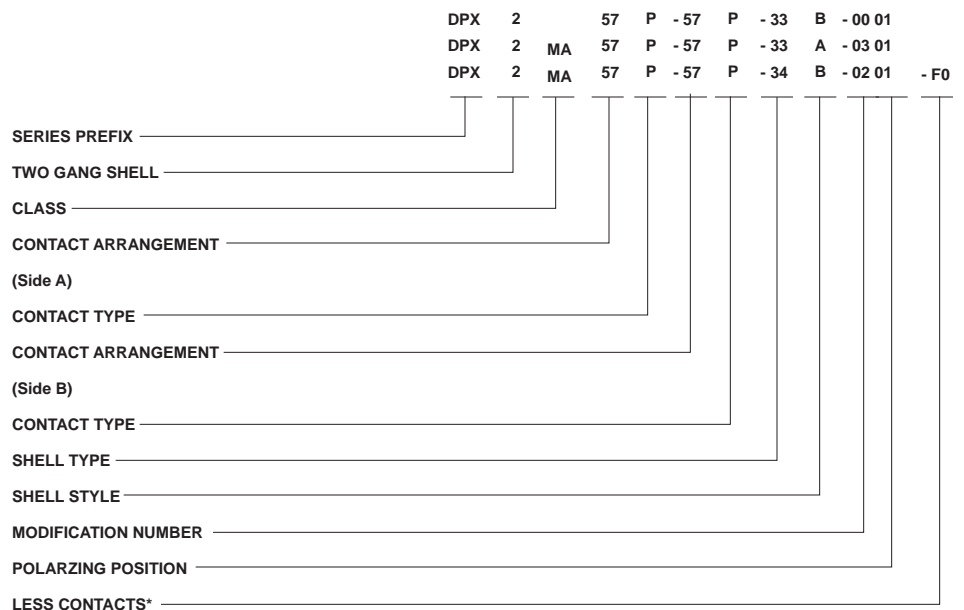 DPX 2 57 P - 57 P - 33 B - 00 01
DPX 2 MA 57 P - 57 P - 33 A - 03 01
DPX 2 MA 57 P - 57 P - 34 B - 02 01 - F0
SERIES PREFIX
TWO GANG SHELL
CLASS
CONTACT ARRANGEMENT
(Side A)
CONTACT TYPE
CONTACT ARRANGEMENT
(Side B)
CONTACT TYPE
SHELL TYPE
SHELL STYLE
MODIFICATION NUMBER
POLARZING POSITION
LESS CONTACTS*